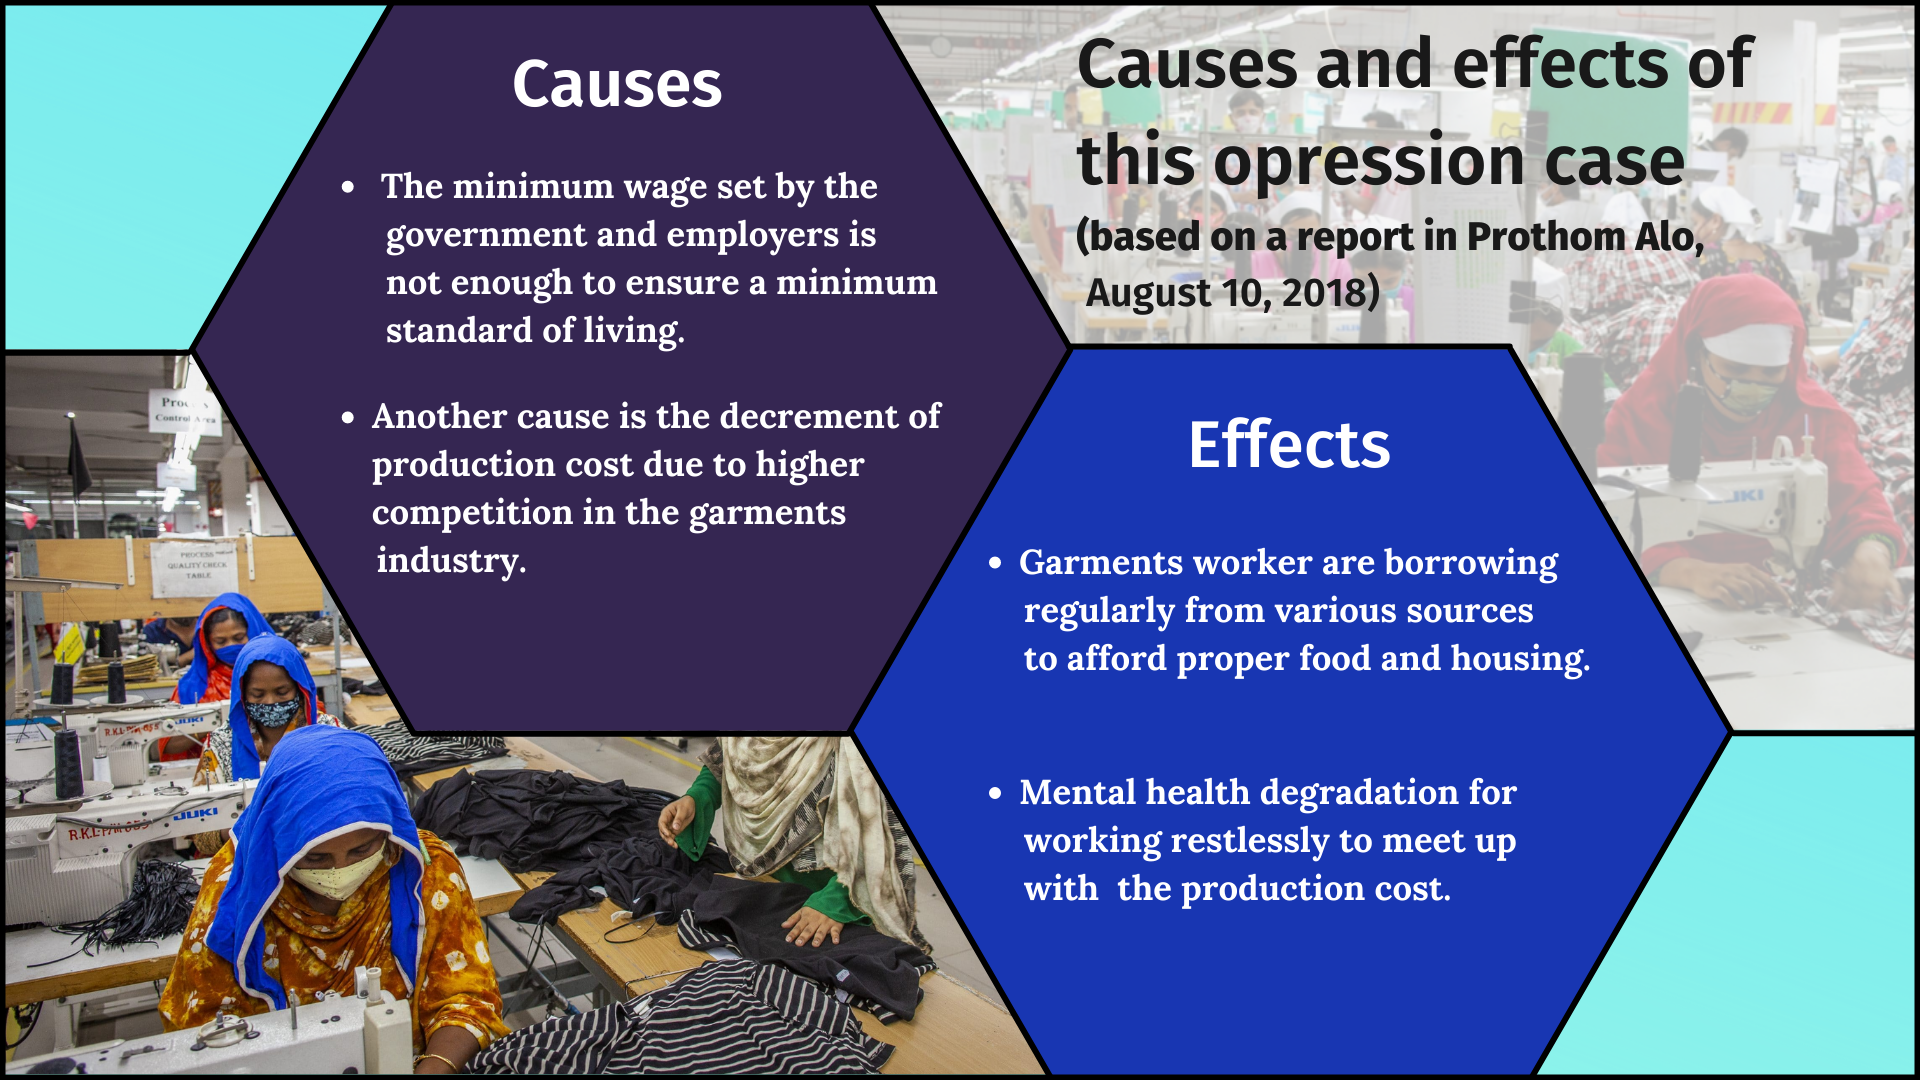 Causes and effects of
this opression case
(based on a report in Prothom Alo,
August 10, 2018)
Causes
• The minimum wage set by the
government and employers is
not enough to ensure a minimum
standard of living.
• Another cause is the decrement of
production cost due to higher
competition in the garments
industry.
Effects
• Garments worker are borrowing
regularly from various sources
to afford proper food and housing.
• Mental health degradation for
working restlessly to meet up
with the production cost.
Control Area
PROCESS
QUALITY CHECK
TABLE
JUKI
JUKI
JUKI